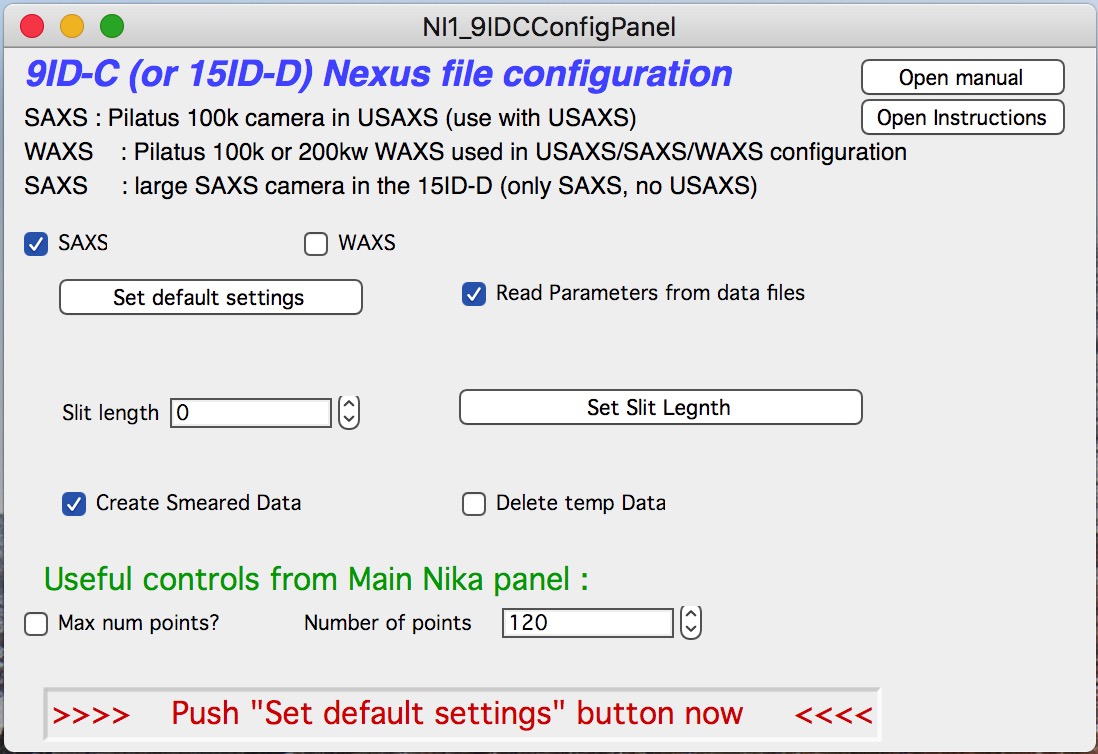 NI1_9IDCConfigPanel
9ID-C (or 15ID-D) Nexus file configuration
Open manual
SAXS : Pilatus 100k camera in USAXS (use with USAXS)
Open Instructions
WAXS : Pilatus 100k or 200kw WAXS used in USAXS/SAXS/WAXS configuration
SAXS : large SAXS camera in the 15ID-D (only SAXS, no USAXS)
SAXS WAXS
Set default settings Read Parameters from data files
Slit length 0 Set Slit Legnth
Create Smeared Data Delete temp Data
Useful controls from Main Nika panel :
Max num points? Number of points 120
>>>> Push "Set default settings" button now <<<<